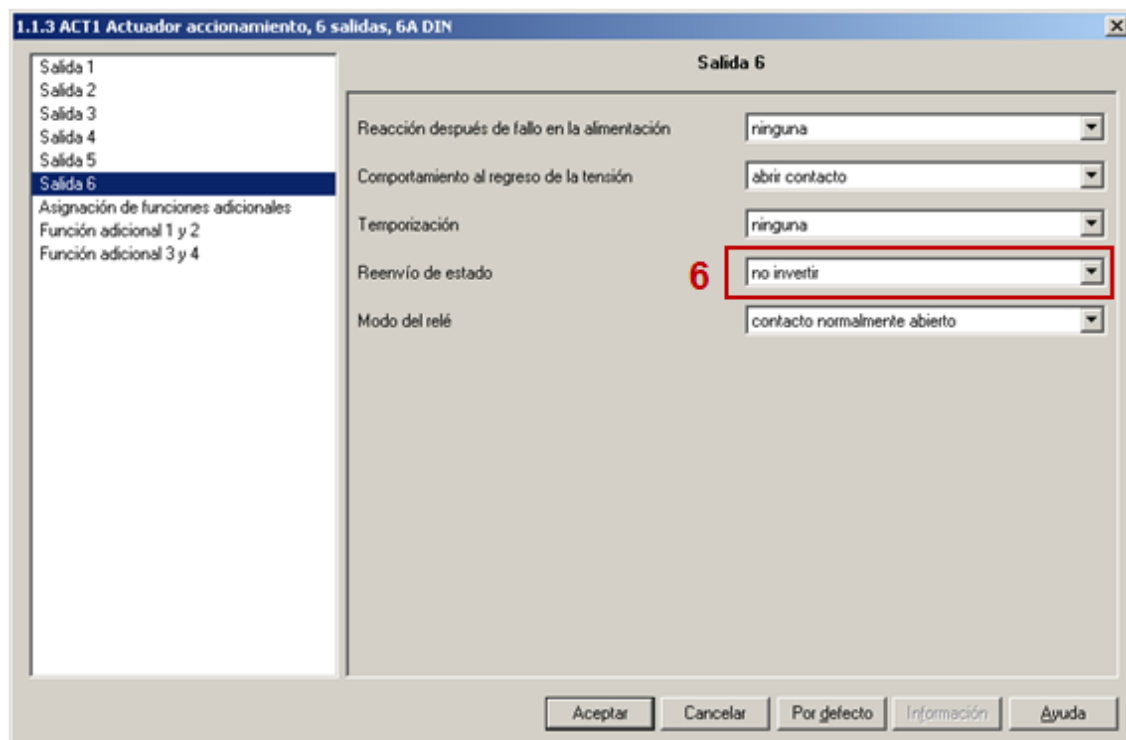 1.1.3 ACT1 Actuador accionamiento, 6 salidas, 6A DIN
Salida 1
Salida 2
Salida 3
Salida 4
Salida 5
Salida 6
Asignación de funciones adicionales
Función adicional 1 y 2
Función adicional 3 y 4
Salida 6
Reacción después de fallo en la alimentación ninguna
Comportamiento al regreso de la tensión abrir contacto
Temporización ninguna
Reenvío de estado 6 no invertir
Modo del relé contacto normalmente abierto
Aceptar Cancelar Por defecto Información Ayuda